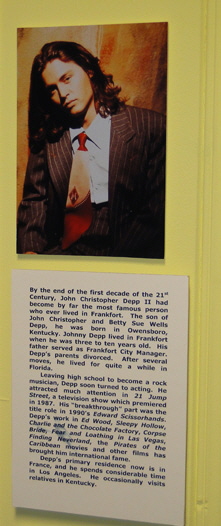 By the end of the first decade of the 21st
Century, John Christopher Depp II had
become by far the most famous person
who ever lived in Frankfort. The son of
John Christopher and Betty Sue Wells
Depp, he was born in Owensboro,
Kentucky. Johnny Depp lived in Frankfort
when he was three to ten years old. His
father served as Frankfort City Manager.
Depp's parents divorced. After several
moves, he lived for quite a while in
Florida.
Leaving high school to become a rock
musician, Depp soon turned to acting. He
attracted much attention in 21 Jump
Street, a television show which premiered
in 1987. His "breakthrough" part was the
title role in 1990's Edward Scissorhands.
Depp's work in Ed Wood, Sleepy Hollow,
Charlie and the Chocolate Factory, Corpse
Bride, Fear and Loathing in Las Vegas,
Finding Neverland, the Pirates of the
Caribbean movies and other films has
brought him international fame.
Depp's primary residence now is in
France, and he spends considerable time
in Los Angeles. He occasionally visits
relatives in Kentucky.